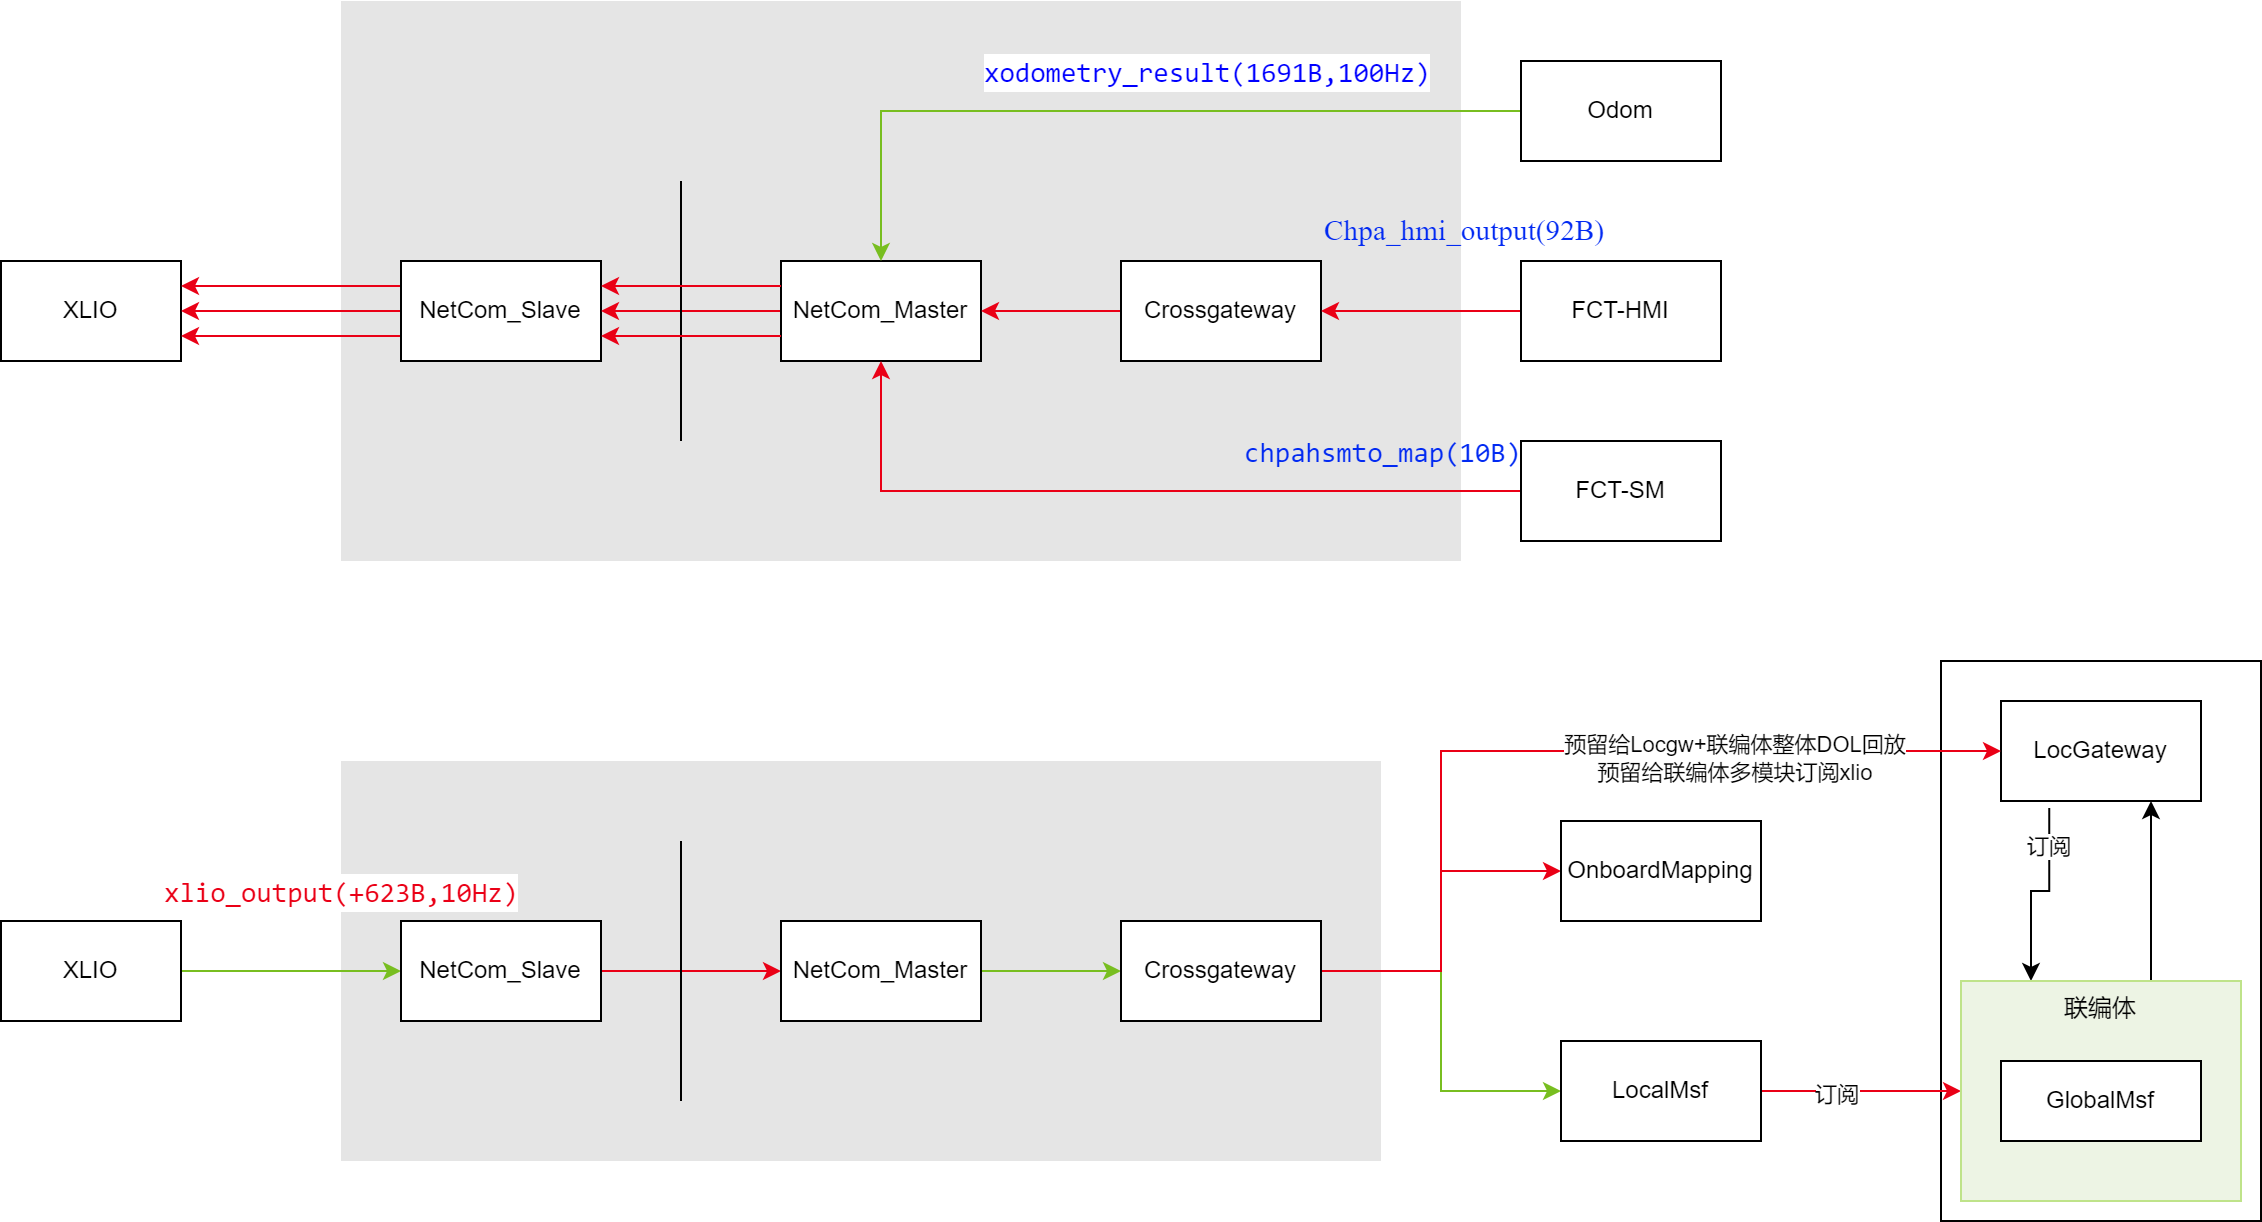 xodometry_result(1691B,100Hz)
Odom
Chpa_hmi_output(92B)
XLIO
NetCom_Slave
NetCom_Master
Crossgateway
FCT-HMI
chpahsmto_map(10B)
FCT-SM
预留给Locgw+联编体整体DOL回放
预留给联编体多模块订阅xlio
LocGateway
订阅
OnboardMapping
xlio_output(+623B,10Hz)
XLIO
NetCom_Slave
NetCom_Master
Crossgateway
联编体
LocalMsf
订阅
GlobalMsf